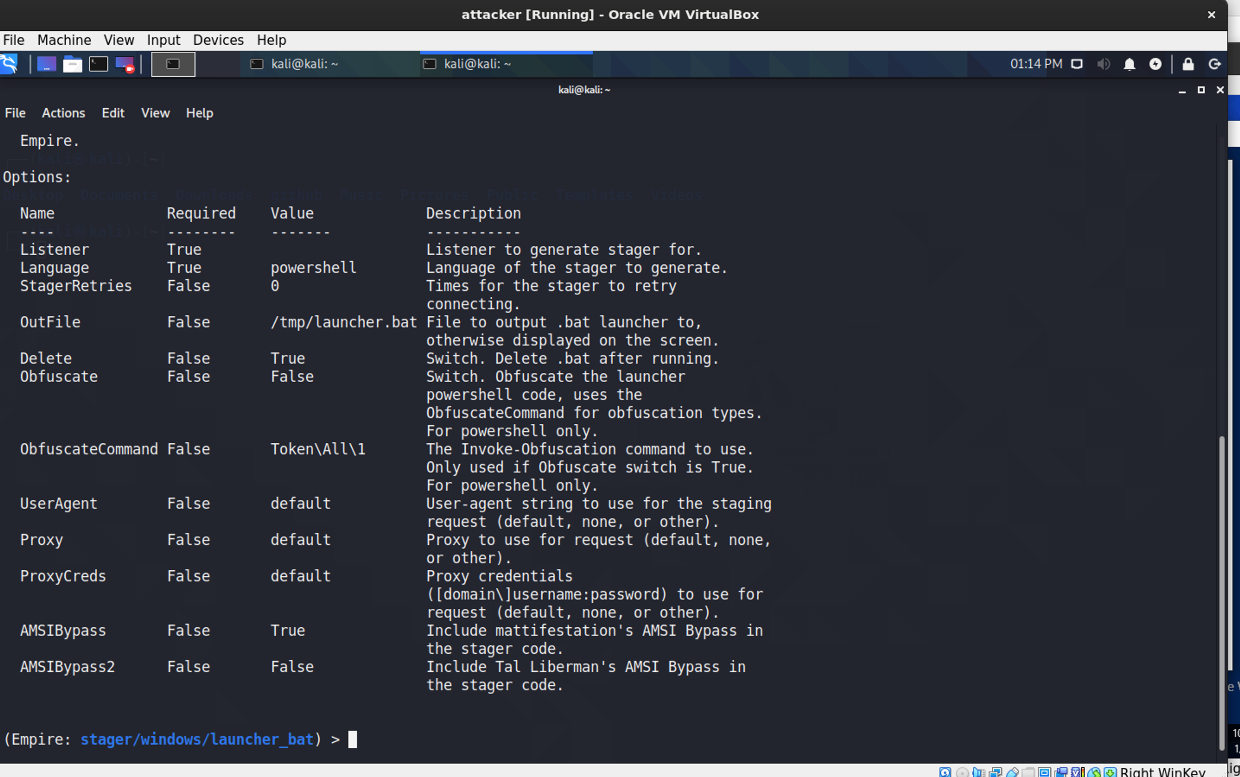 attacker [Running] - Oracle VM VirtualBox
File Machine View Input Devices Help
kali@kali: ~ kali@kali: ~ 01:14 PM
kali@kali: ~
File Actions Edit View Help
Empire.
Options:
Name Required Value Description
---- -------- ------- -----------
Listener True Listener to generate stager for.
Language True powershell Language of the stager to generate.
StagerRetries False 0 Times for the stager to retry
connecting.
OutFile False /tmp/launcher.bat File to output .bat launcher to,
otherwise displayed on the screen.
Delete False True Switch. Delete .bat after running.
Obfuscate False False Switch. Obfuscate the launcher
powershell code, uses the
ObfuscateCommand for obfuscation types.
For powershell only.
ObfuscateCommand False Token\All\1 The Invoke-Obfuscation command to use.
Only used if Obfuscate switch is True.
For powershell only.
UserAgent False default User-agent string to use for the staging
request (default, none, or other).
Proxy False default Proxy to use for request (default, none,
or other).
ProxyCreds False default Proxy credentials
([domain\]username:password) to use for
request (default, none, or other).
AMSIBypass False True Include mattifestation's AMSI Bypass in
the stager code.
AMSIBypass2 False False Include Tal Liberman's AMSI Bypass in
the stager code.
(Empire: stager/windows/launcher_bat) >
Right WinKey